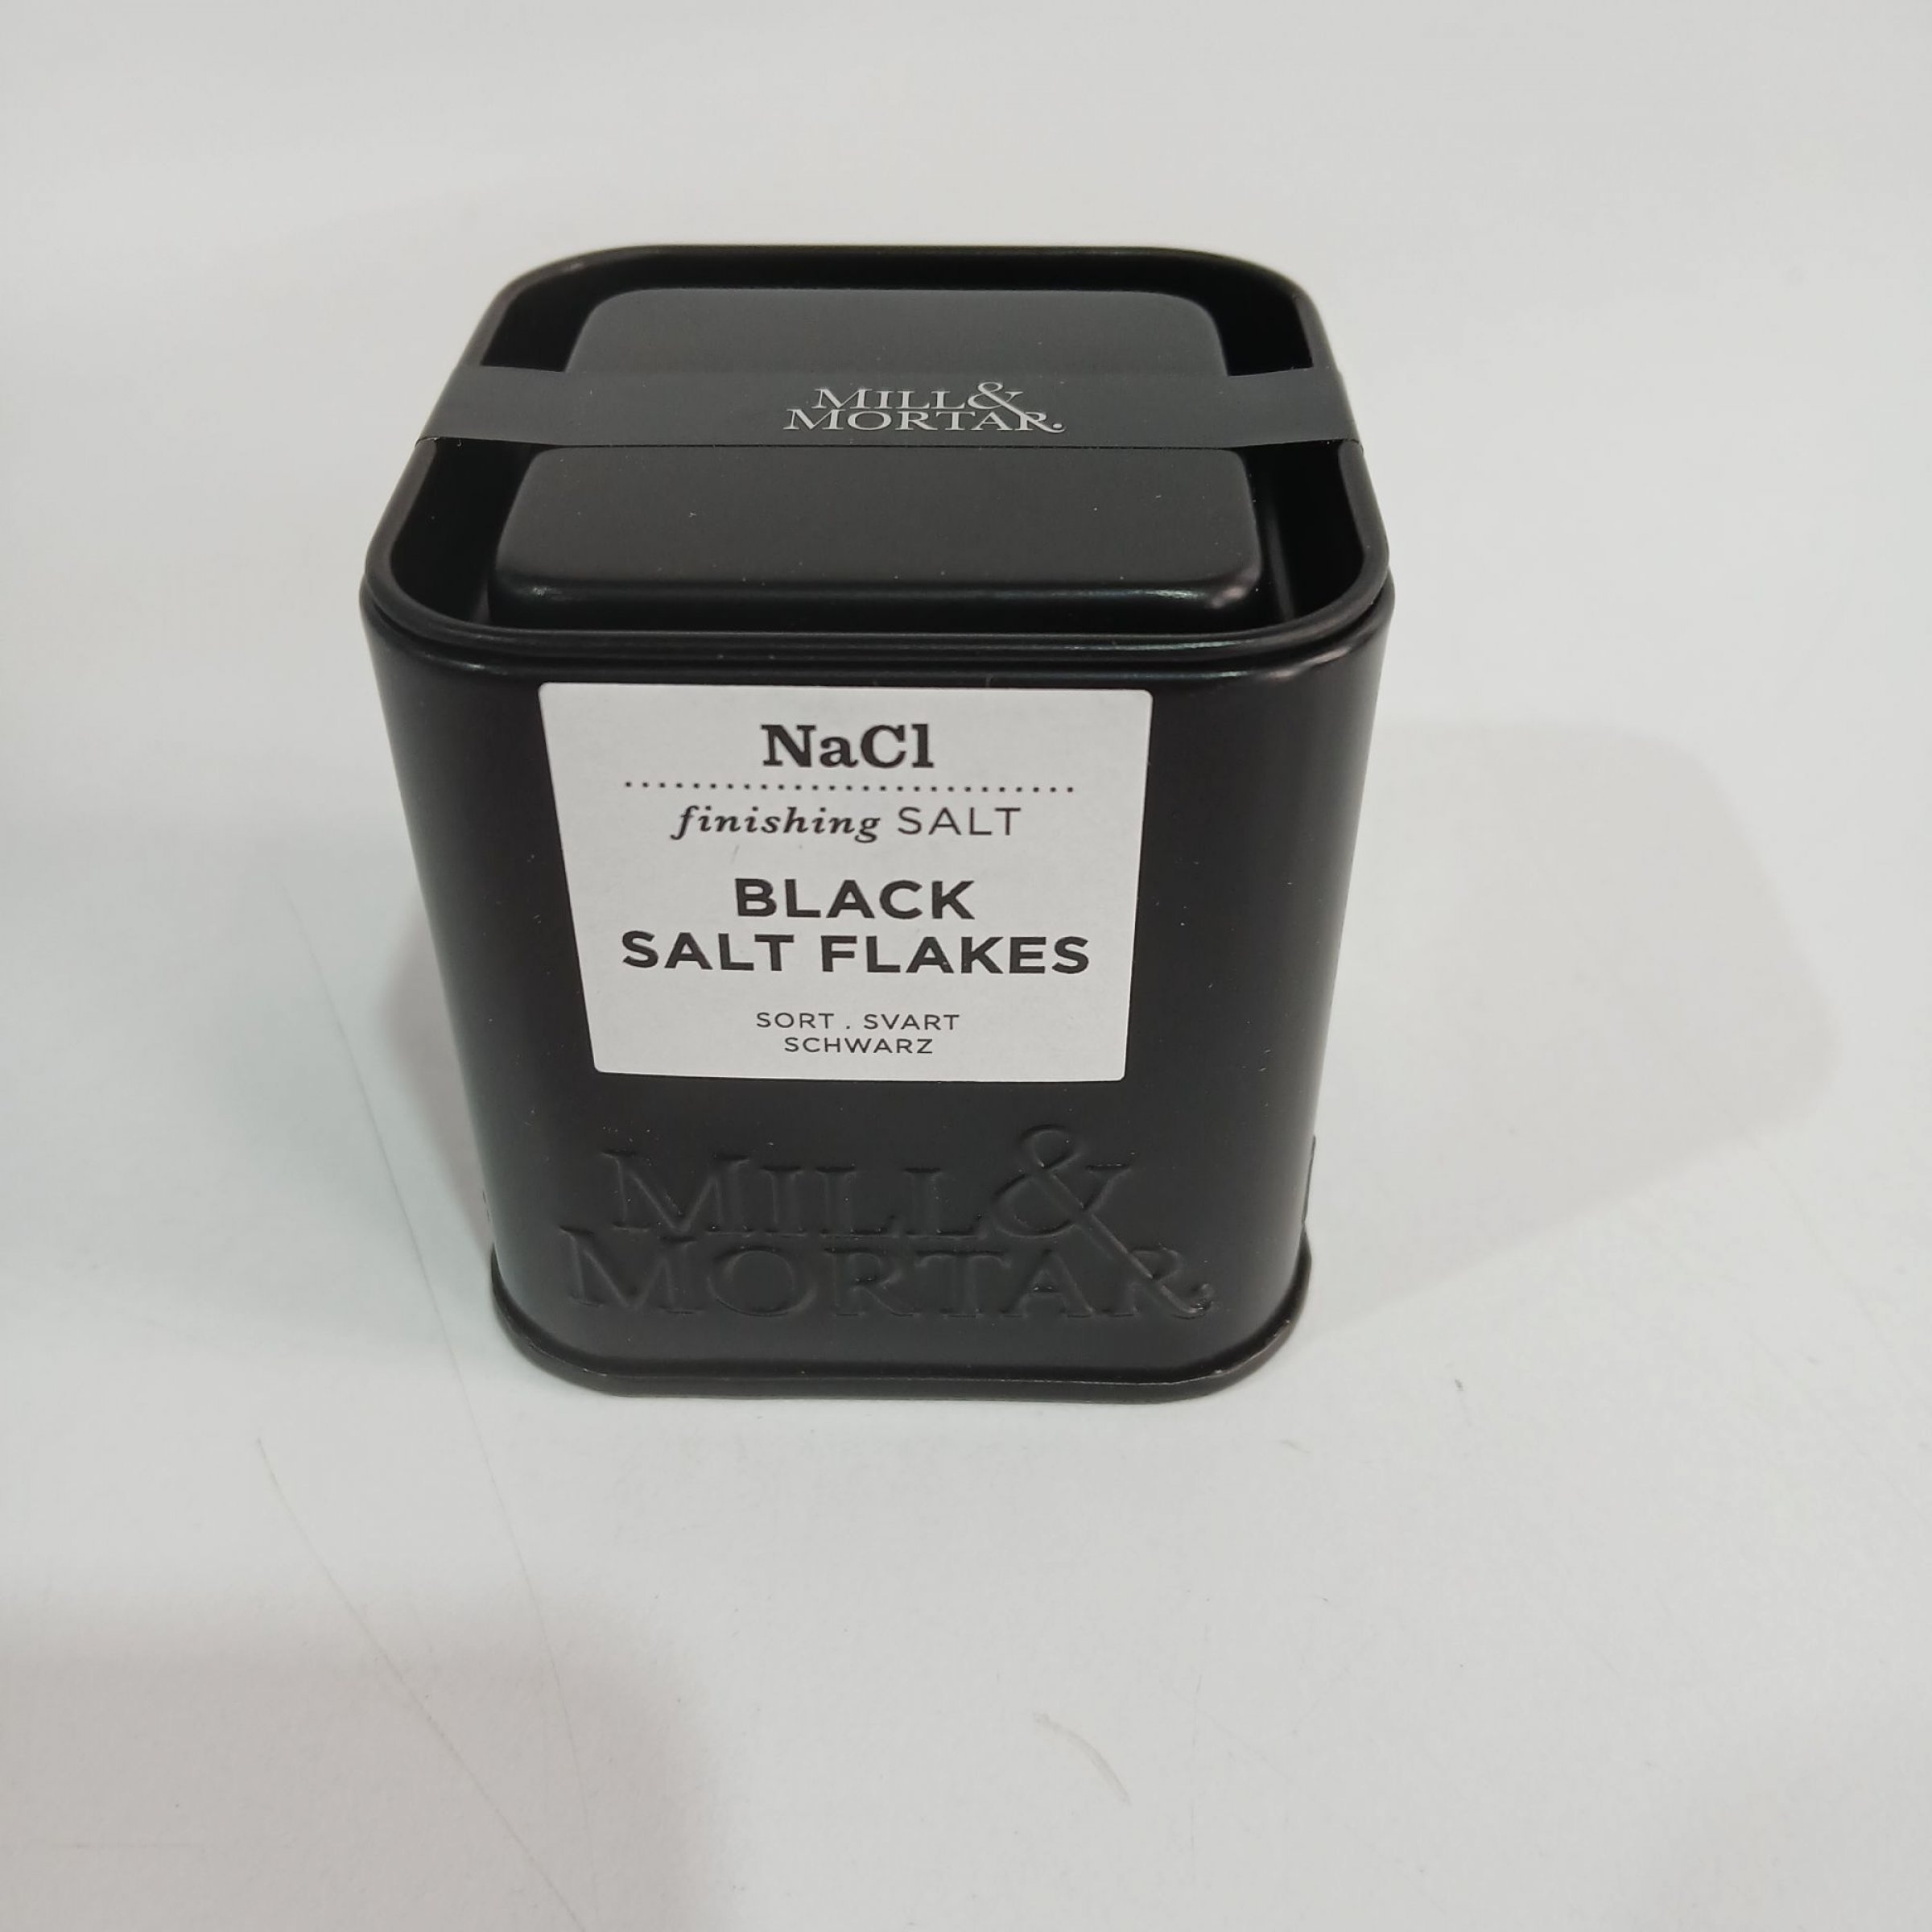 MILL&
MORTAR.
NaCl
finishing SALT
BLACK
SALT FLAKES
SORT . SVART
SCHWARZ
MILL&
MORTAR.